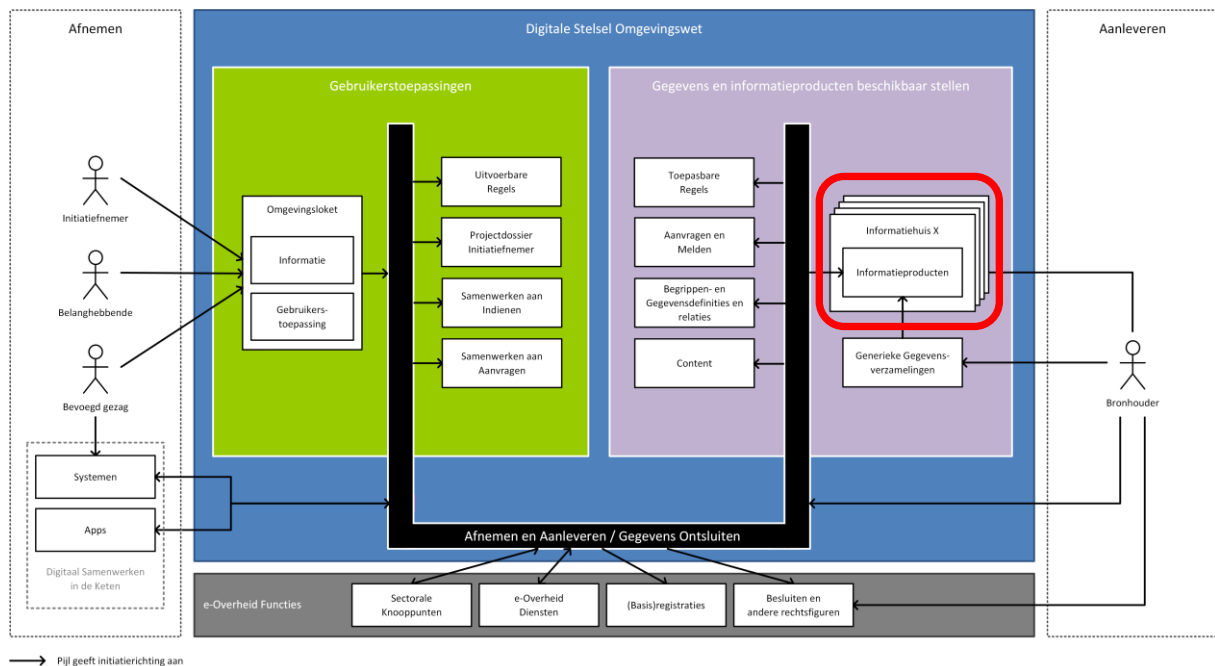 Afnemen
Digitale Stelsel Omgevingswet
Aanleveren
Gebruikerstoepassingen
Gegevens en informatieproducten beschikbaar stellen
Initiatiefnemer
Belanghebbende
Bevoegd gezag
Systemen
Apps
Digitaal Samenwerken
in de Keten
Omgevingsloket
Informatie
Gebruikers-
toepassing
Uitvoerbare
Regels
Projectdossier
Initiatiefnemer
Samenwerken aan
Indienen
Samenwerken aan
Aanvragen
Toepasbare
Regels
Aanvragen en
Melden
Begrippen- en
Gegevensdefinities en
relaties
Content
Informatiehuis X
Informatieproducten
Generieke Gegevens-
verzamelingen
Bronhouder
Afnemen en Aanleveren / Gegevens Ontsluiten
e-Overheid Functies
Sectorale
Knooppunten
e-Overheid
Diensten
(Basis)registraties
Besluiten en
andere rechtsfiguren
Pijl geeft initiatierichting aan